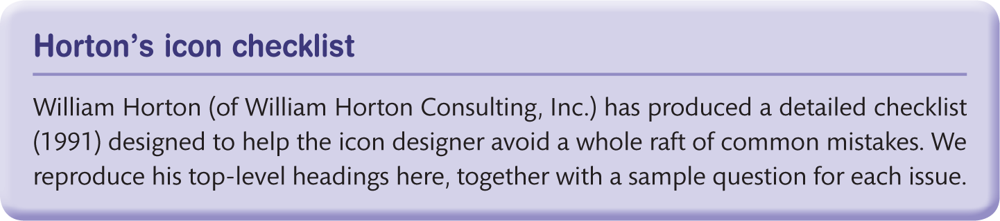 Horton’s icon checklist
William Horton (of William Horton Consulting, Inc.) has produced a detailed checklist
(1991) designed to help the icon designer avoid a whole raft of common mistakes. We
reproduce his top-level headings here, together with a sample question for each issue.